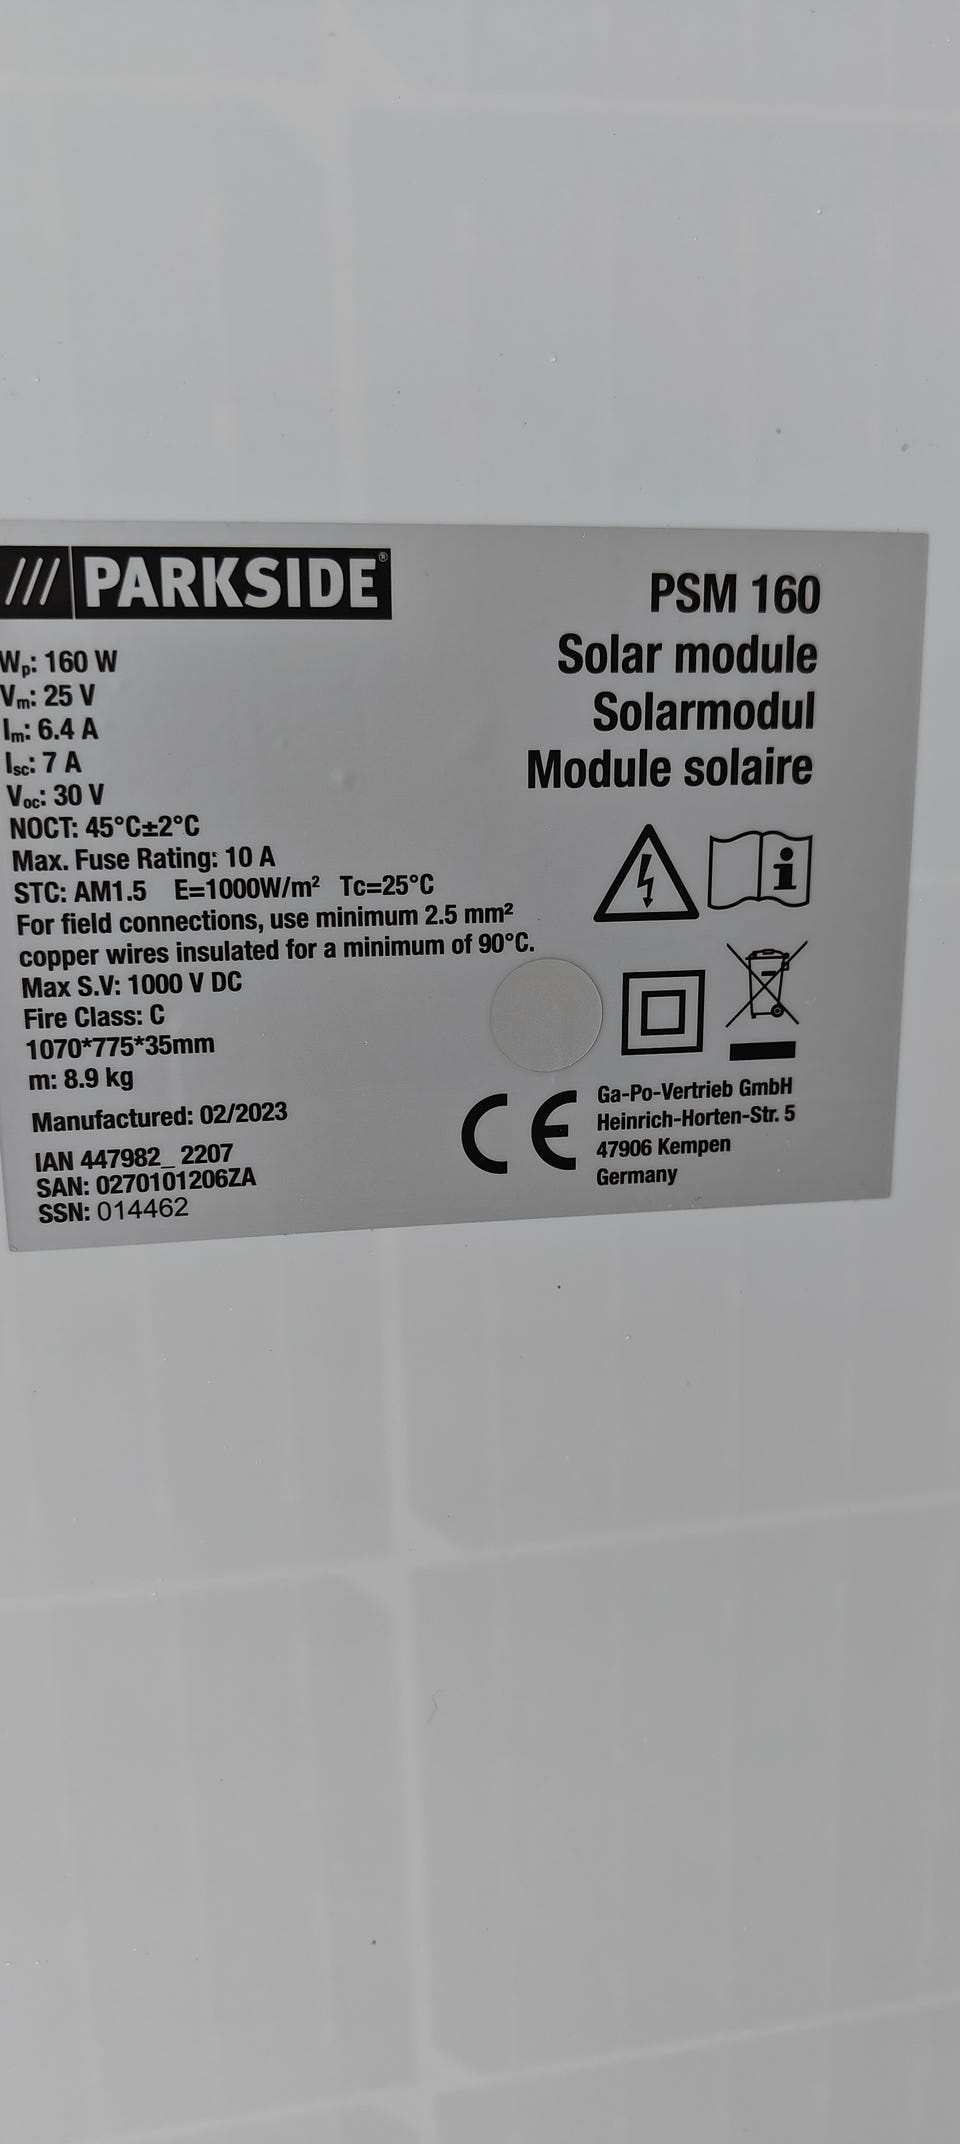 /// PARKSIDE®
PSM 160
Solar module
Solarmodul
Module solaire
Wp: 160 W
Vm: 25 V
Im: 6.4 A
Isc: 7 A
Voc: 30 V
NOCT: 45°C±2°C
Max. Fuse Rating: 10 A
STC: AM1.5 E=1000W/m² Tc=25°C
For field connections, use minimum 2.5 mm²
copper wires insulated for a minimum of 90°C.
Max S.V: 1000 V DC
Fire Class: C
1070*775*35mm
m: 8.9 kg
Manufactured: 02/2023
IAN 447982_ 2207
SAN: 0270101206ZA
SSN: 014462
CE
Ga-Po-Vertrieb GmbH
Heinrich-Horten-Str. 5
47906 Kempen
Germany